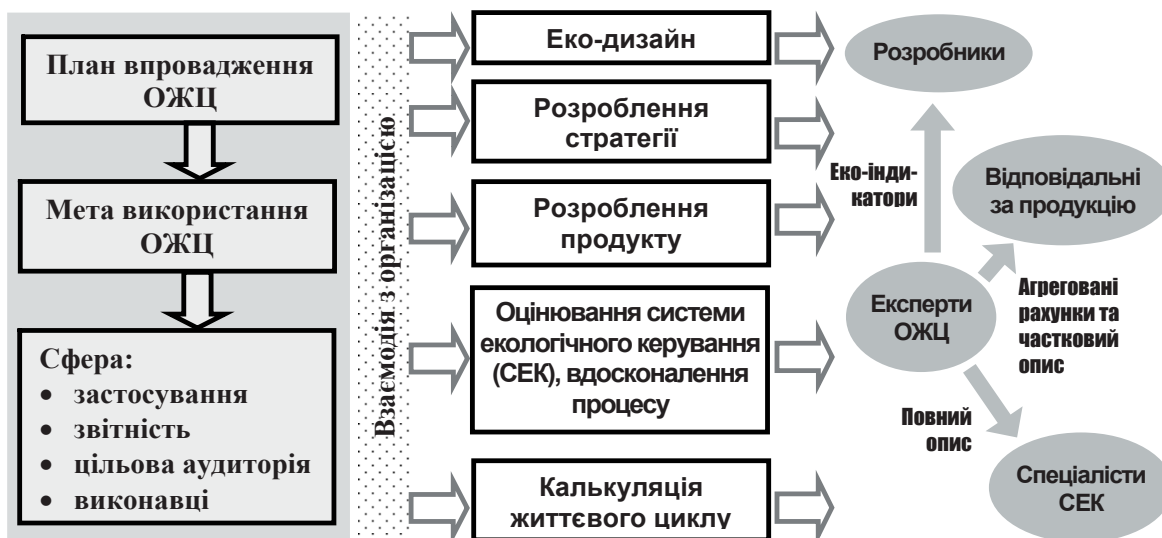 План впровадження
ОЖЦ
Мета використання
ОЖЦ
Сфера:
• застосування
• звітність
• цільова аудиторія
• виконавці
Взаємодія з організацією
Еко-дизайн
Розроблення
стратегії
Розроблення
продукту
Оцінювання системи
екологічного керування
(СЕК), вдосконалення
процесу
Калькуляція
життєвого циклу
Розробники
Еко-інди-
катори
Відповідальні
за продукцію
Експерти
ОЖЦ
Агреговані
рахунки та
частковий
опис
Повний
опис
Спеціалісти
СЕК